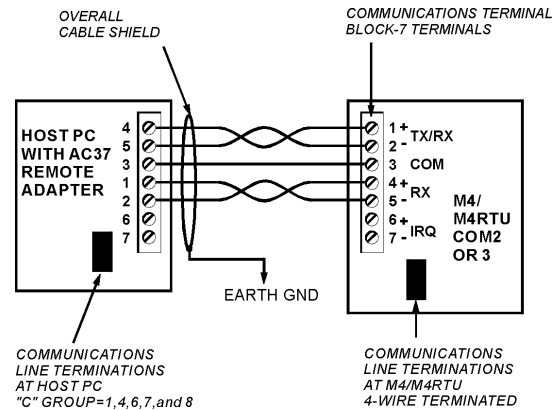 OVERALL
CABLE SHIELD
COMMUNICATIONS TERMINAL
BLOCK-7 TERMINALS
HOST PC
WITH AC37
REMOTE
ADAPTER
4
5
3
1
2
6
7
1 + TX/RX
2 -
3 COM
4 + RX
5 -
6 + IRQ
7 -
M4/
M4RTU
COM2
OR 3
EARTH GND
COMMUNICATIONS
LINE TERMINATIONS
AT HOST PC
"C" GROUP=1,4,6,7,and 8
COMMUNICATIONS
LINE TERMINATIONS
AT M4/M4RTU
4-WIRE TERMINATED